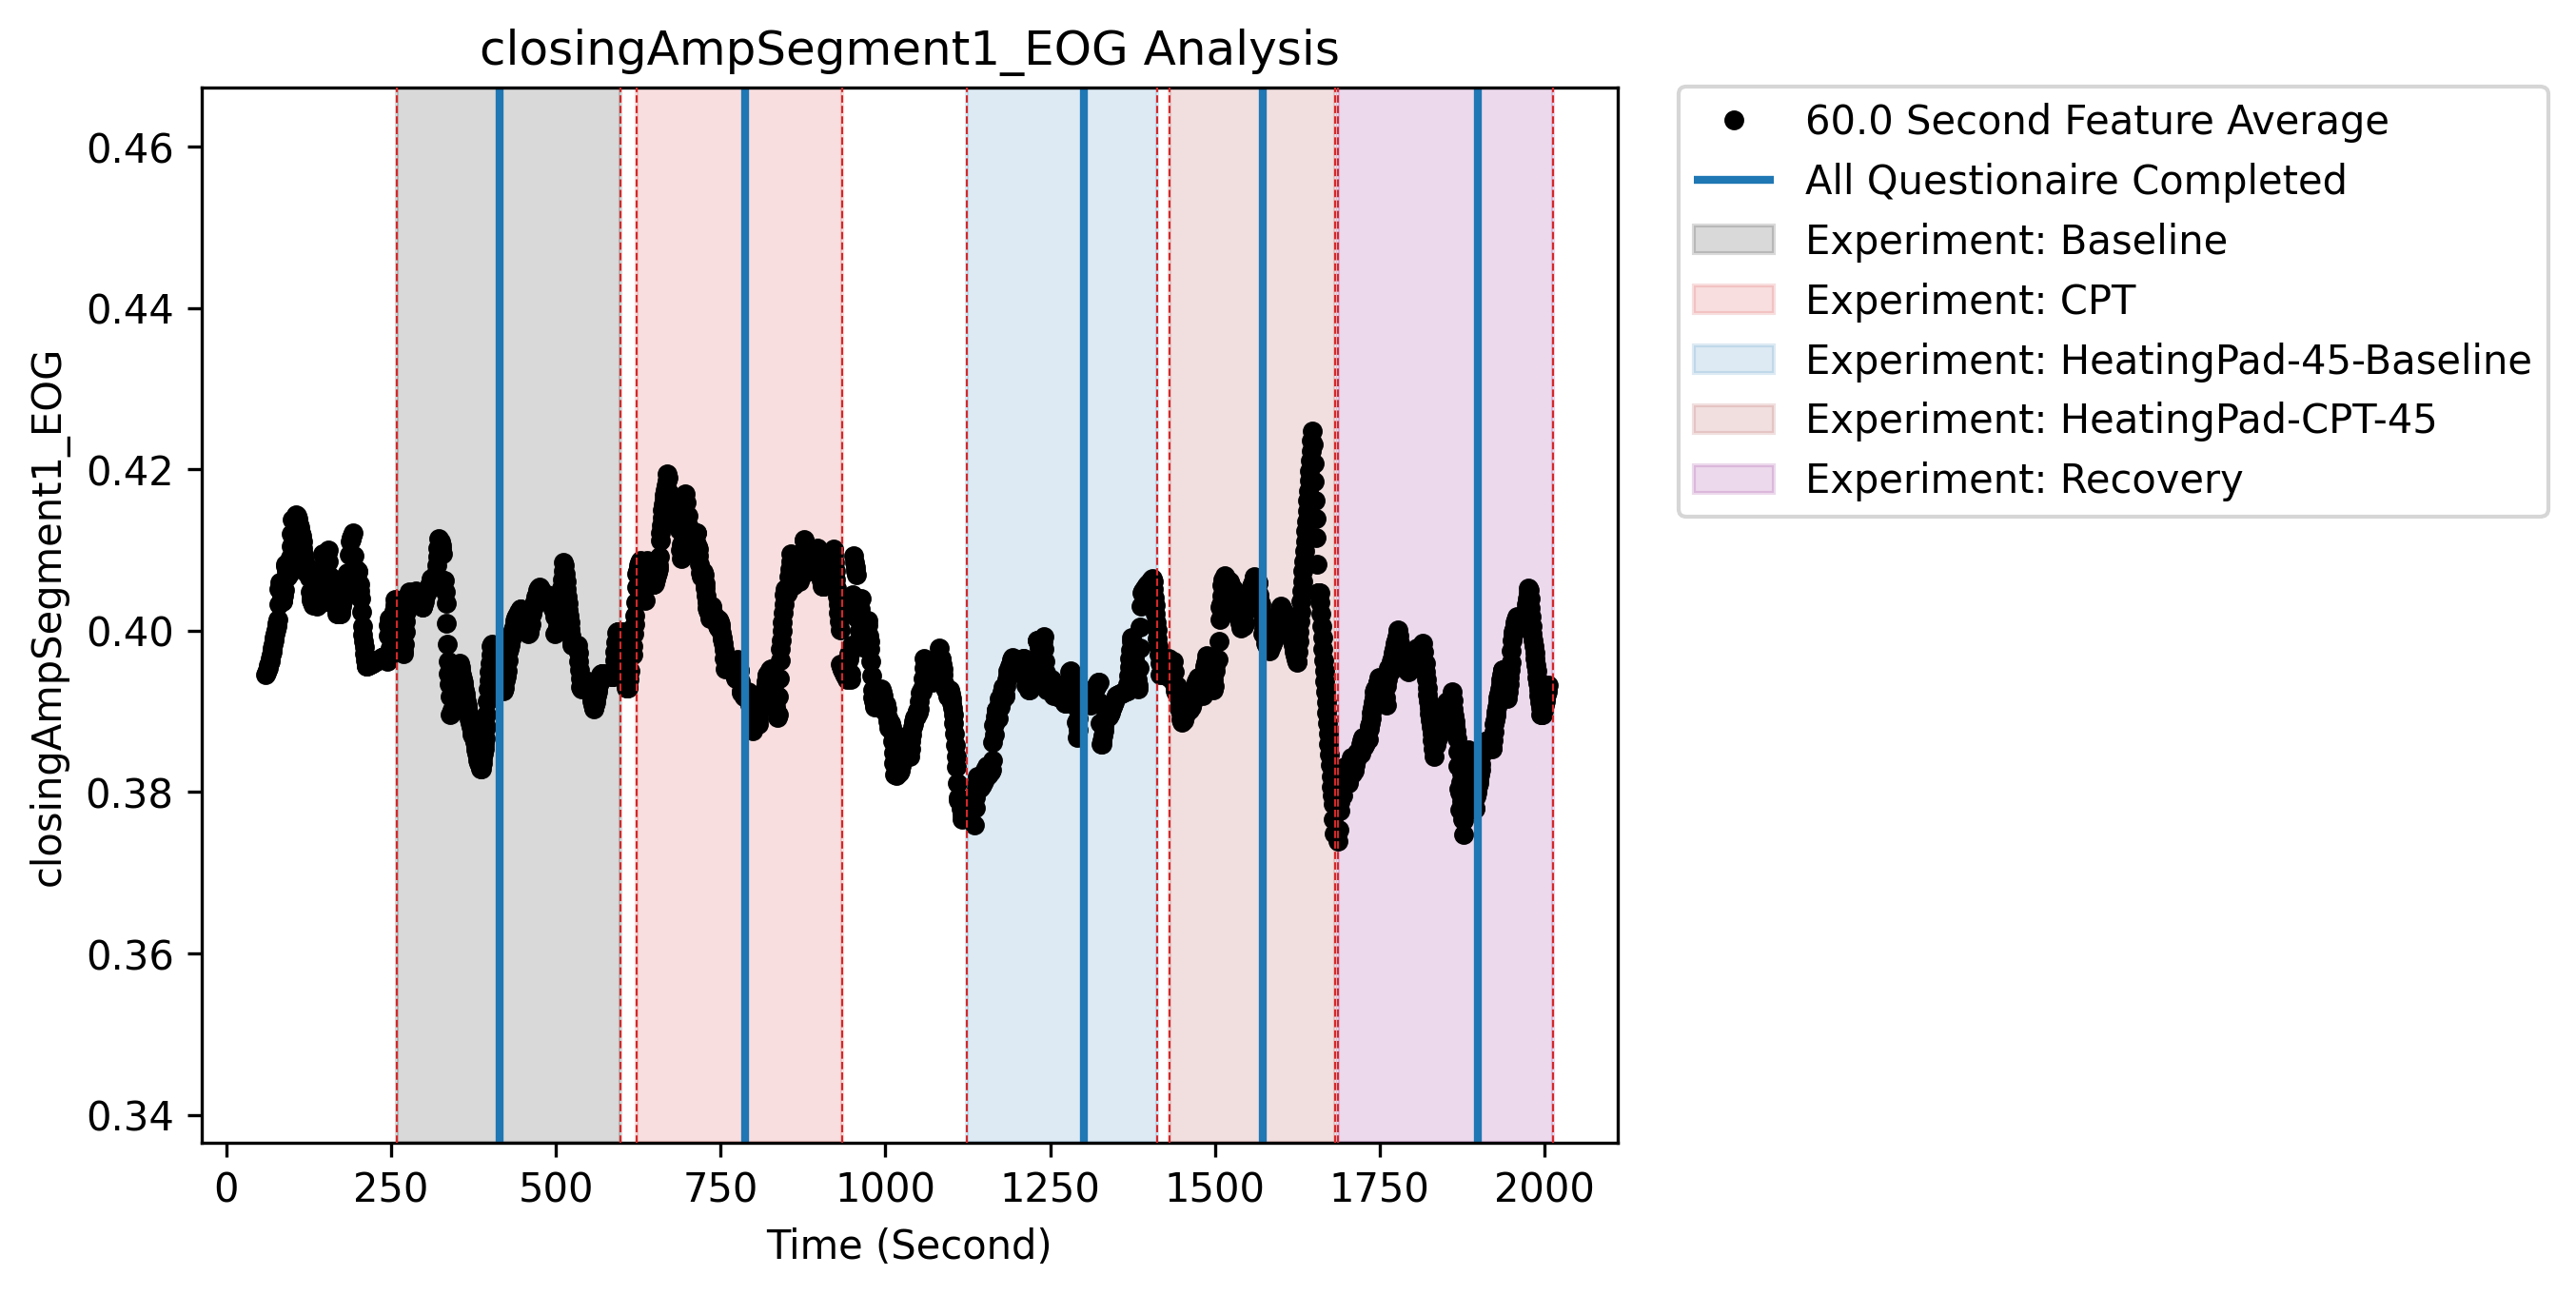 closingAmpSegment1_EOG Analysis
closingAmpSegment1_EOG
0.46
0.44
0.42
0.40
0.38
0.36
0.34
0 250 500 750 1000 1250 1500 1750 2000
Time (Second)
60.0 Second Feature Average
All Questionaire Completed
Experiment: Baseline
Experiment: CPT
Experiment: HeatingPad-45-Baseline
Experiment: HeatingPad-CPT-45
Experiment: Recovery